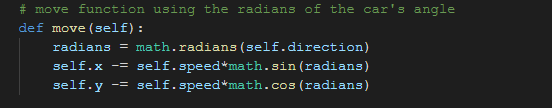 # move function using the radians of the car's angle
def move(self):
    radians = math.radians(self.direction)
    self.x -= self.speed*math.sin(radians)
    self.y -= self.speed*math.cos(radians)